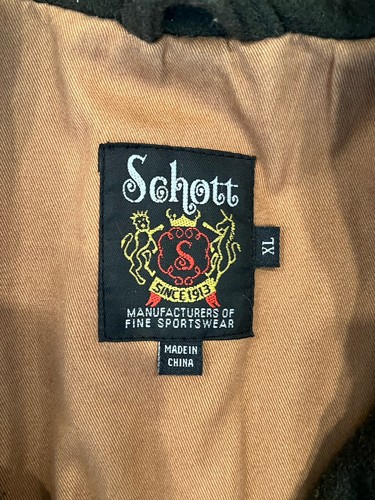 Schott
S
SINCE 1913
XL
MANUFACTURERS OF
FINE SPORTSWEAR
MADE IN
CHINA